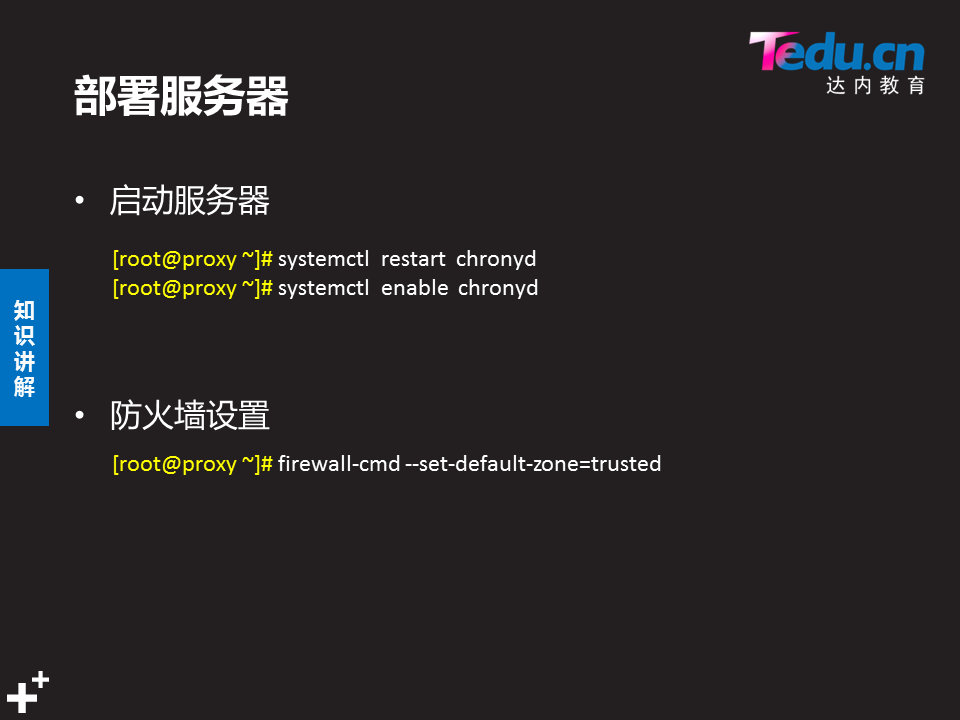 Tedu.cn
达内教育
部署服务器
• 启动服务器
[root@proxy ~]# systemctl restart chronyd
[root@proxy ~]# systemctl enable chronyd
知识讲解
• 防火墙设置
[root@proxy ~]# firewall-cmd --set-default-zone=trusted